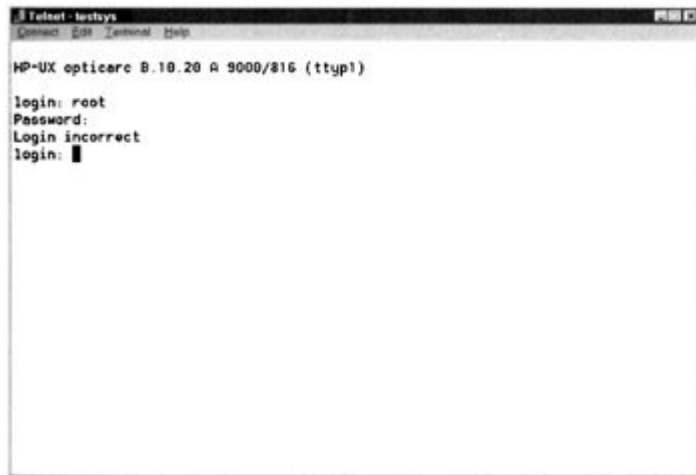 Telnet - testsys
Connect Edit Terminal Help
HP-UX opticare B.10.20 A 9000/816 (ttyp1)
login: root
Password:
Login incorrect
login: